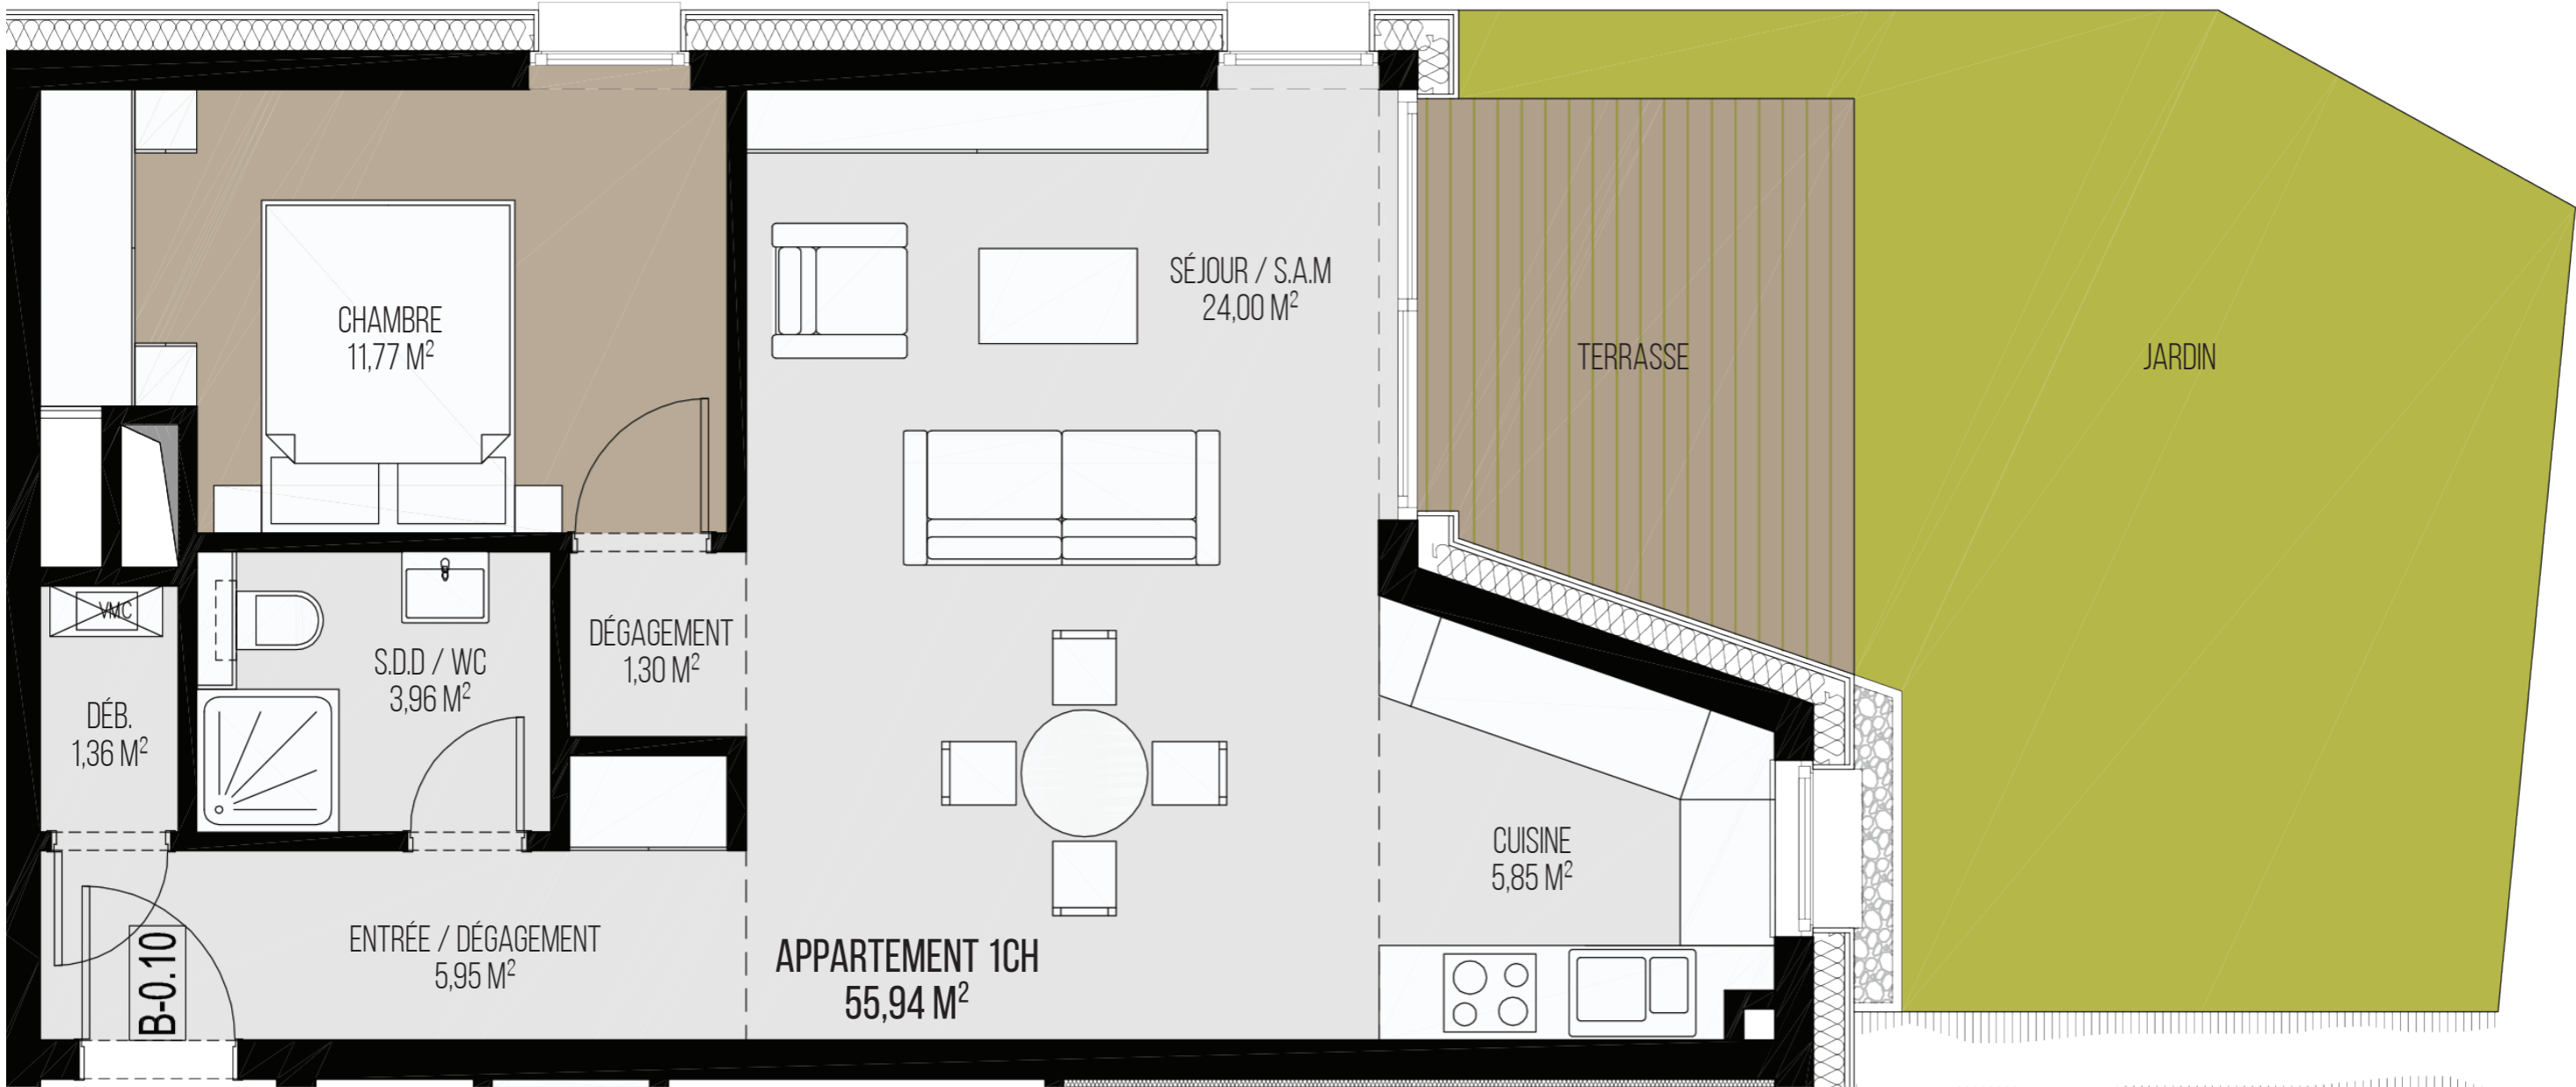 CHAMBRE
11,77 M²
SÉJOUR / S.A.M
24,00 M²
TERRASSE
JARDIN
VMC
DÉB.
1,36 M²
S.D.D / WC
3,96 M²
DÉGAGEMENT
1,30 M²
CUISINE
5,85 M²
ENTRÉE / DÉGAGEMENT
5,95 M²
B-0.10
APPARTEMENT 1CH
55,94 M²